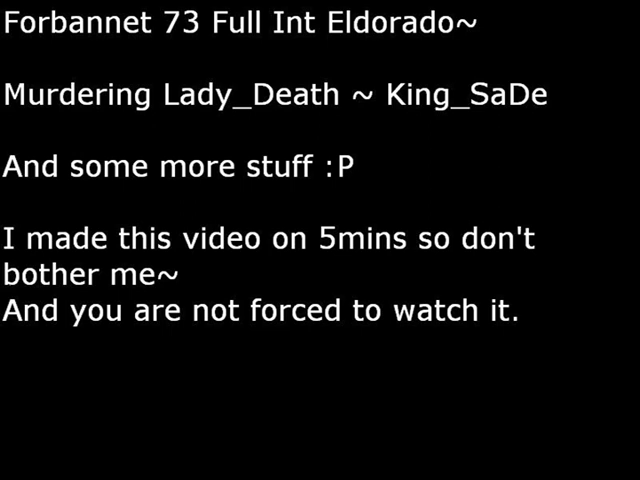 Forbannet 73 Full Int Eldorado~
Murdering Lady_Death ~ King_SaDe
And some more stuff :P
I made this video on 5mins so don't
bother me~
And you are not forced to watch it.